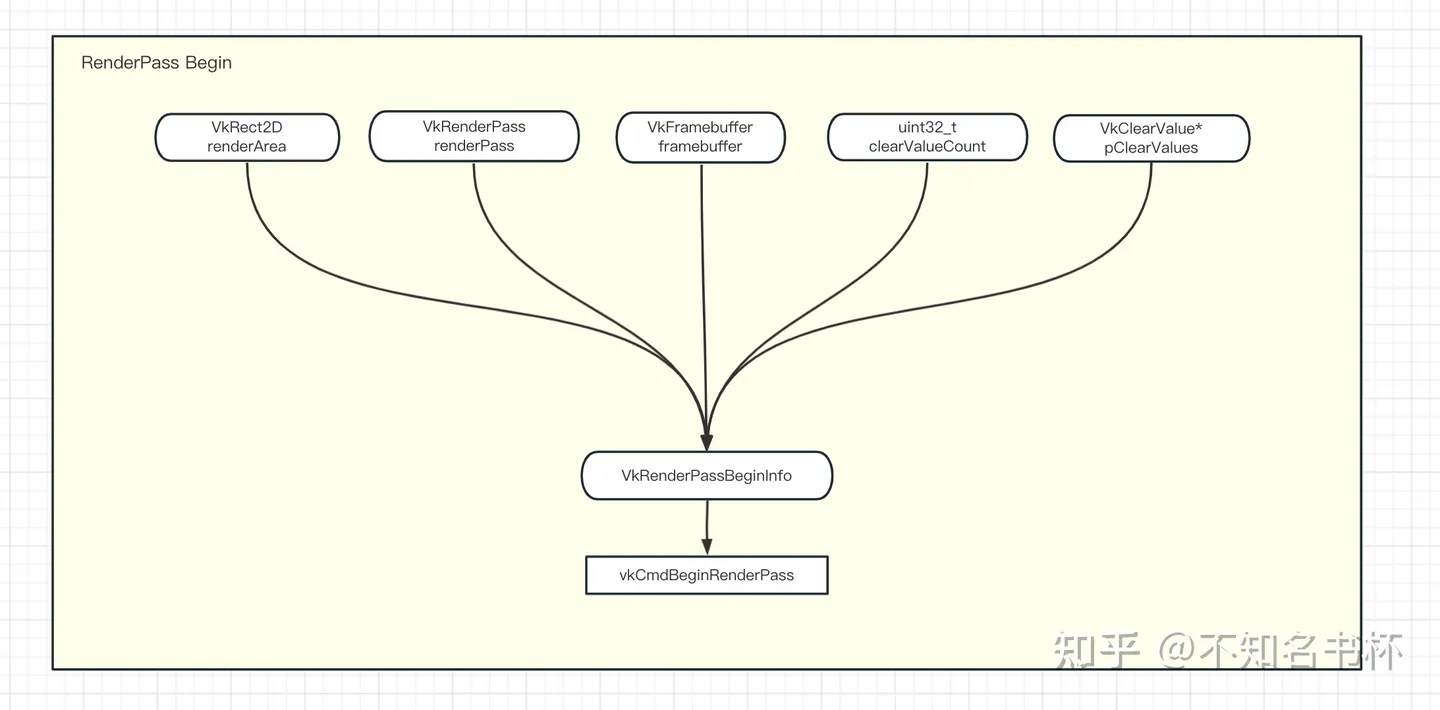 RenderPass Begin
VkRect2D
renderArea
VkRenderPass
renderPass
VkFramebuffer
framebuffer
uint32_t
clearValueCount
VkClearValue*
pClearValues
VkRenderPassBeginInfo
vkCmdBeginRenderPass
知乎 @不知名书杯